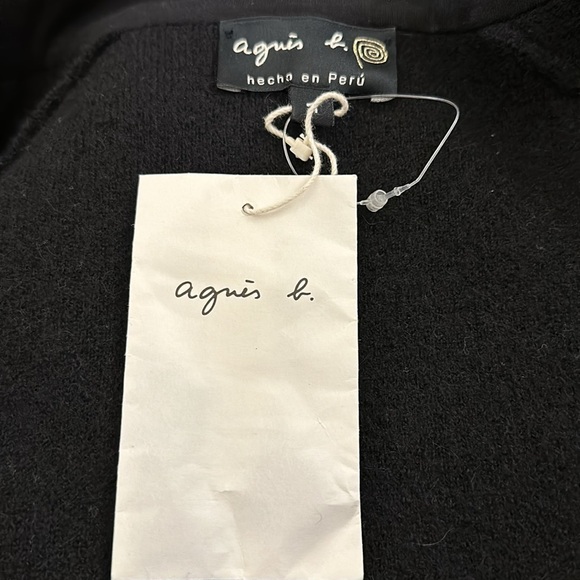 agnès b.
hecho en Perú
agnès b.